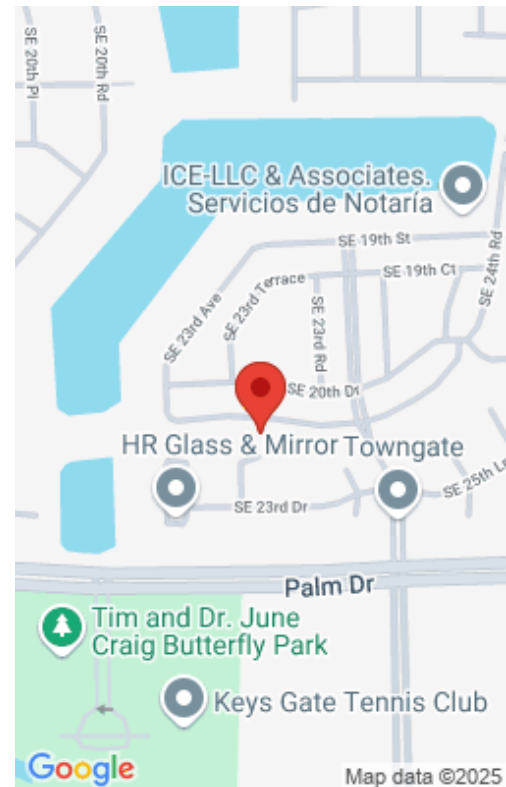 SE 20th Pl
SE 20th Rd
ICE-LLC & Associates.
Servicios de Notaría
SE 19th St
SE 19th Ct
SE 24th Rd
SE 23rd Ave
SE 23rd Terrace
SE 23rd Rd
SE 20th Dr
HR Glass & Mirror
Towngate
SE 25th Ln
SE 23rd Dr
Palm Dr
Tim and Dr. June
Craig Butterfly Park
Keys Gate Tennis Club
Google
Map data ©2025